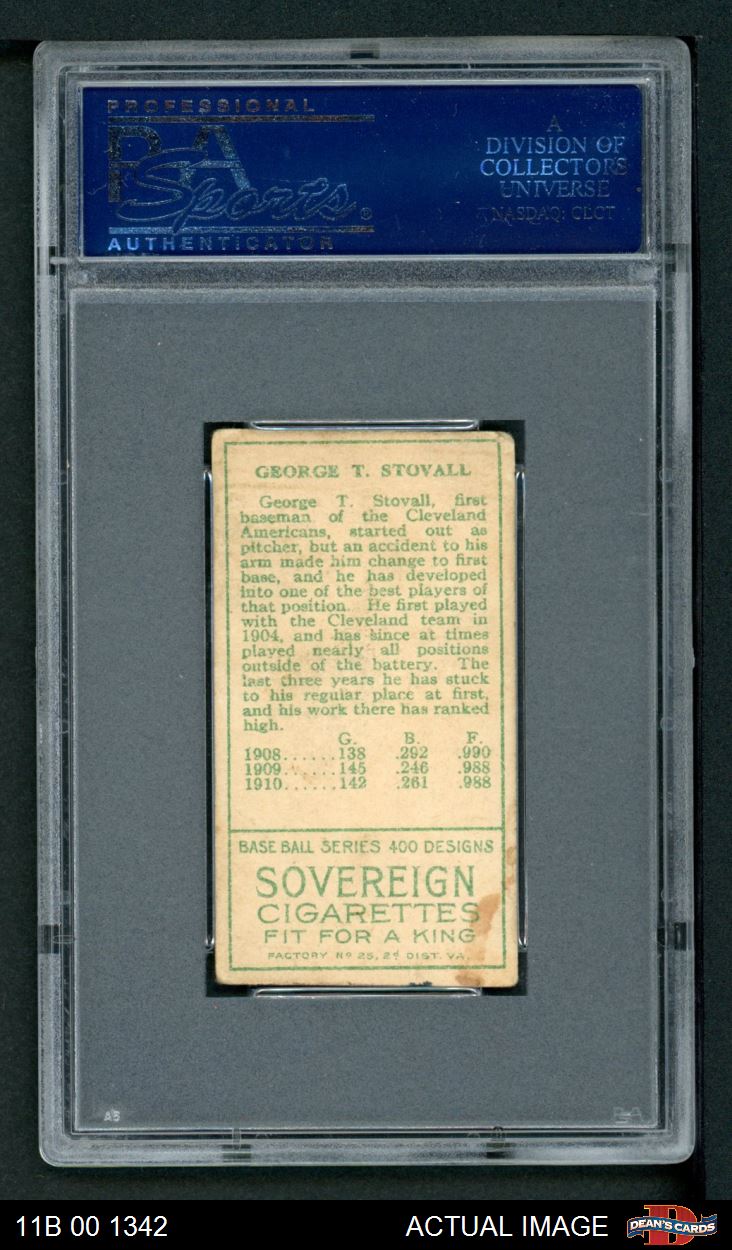 PROFESSIONAL
PSA
Sports®
AUTHENTICATOR
A
DIVISION OF
COLLECTORS
UNIVERSE
NASDAQ: CLCT
GEORGE T. STOVALL
George T. Stovall, first
baseman of the Cleveland
Americans, started out as
pitcher, but an accident to his
arm made him change to first
base, and he has developed
into one of the best players of
that position. He first played
with the Cleveland team in
1904, and has since at times
played nearly all positions
outside of the battery. The
last three years he has stuck
to his regular place at first,
and his work there has ranked
high.
G. B. F.
1908......138 .292 .990
1909......145 .246 .988
1910......142 .261 .988
BASE BALL SERIES 400 DESIGNS
SOVEREIGN
CIGARETTES
FIT FOR A KING
FACTORY Nº 25, 2d DIST. VA.
A5
PSA
11B 00 1342
ACTUAL IMAGE
DEAN'S CARDS